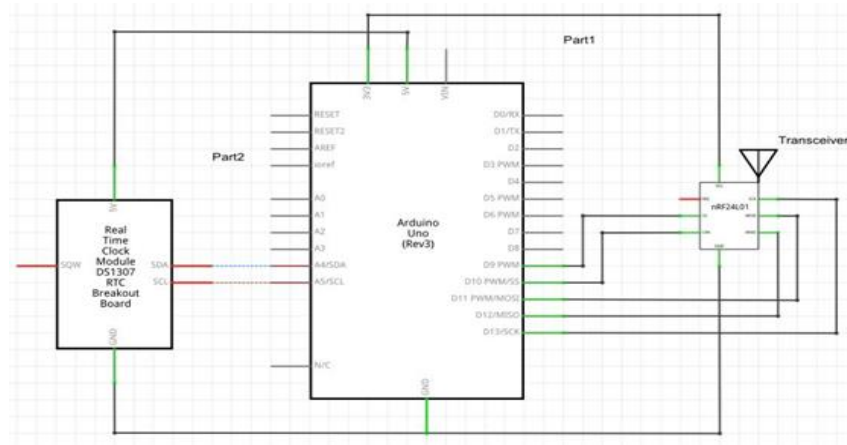 Part1
3V3
5V
VIN
RESET
RESET2
AREF
ioref
A0
A1
A2
A3
A4/SDA
A5/SCL
N/C
D0/RX
D1/TX
D2
D3 PWM
D4
D5 PWM
D6 PWM
D7
D8
D9 PWM
D10 PWM/SS
D11 PWM/MOSI
D12/MISO
D13/SCK
GND
Arduino
Uno
(Rev3)
Part2
5V
Real
Time
Clock
Module
DS1307
RTC
Breakout
Board
SQW
SDA
SCL
GND
Transceiver
nRF24L01